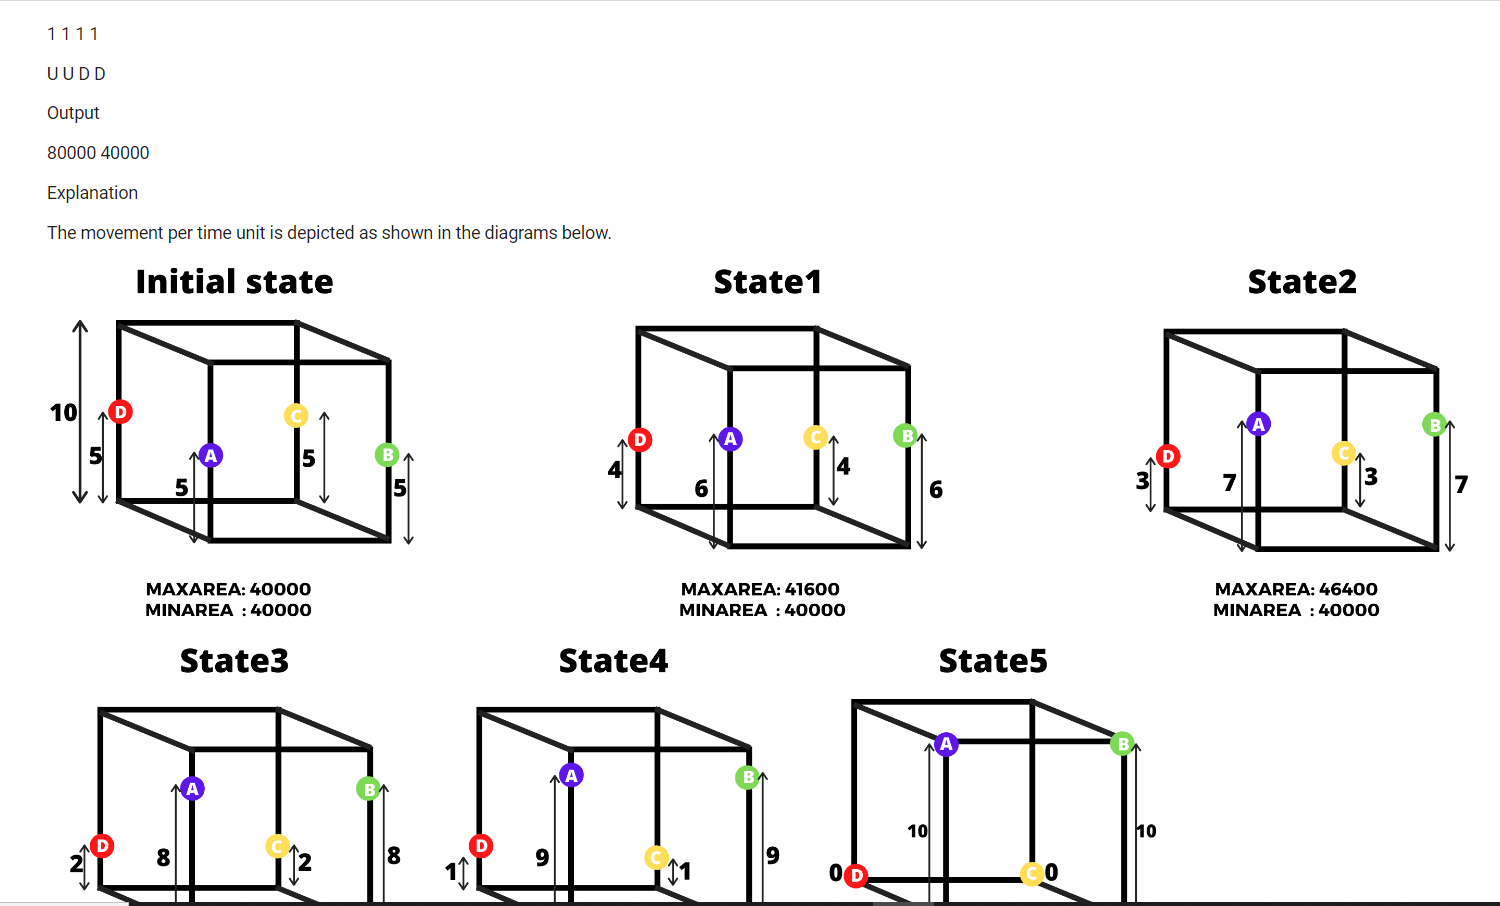 1 1 1 1
U U D D
Output
80000 40000
Explanation
The movement per time unit is depicted as shown in the diagrams below.
Initial state
State1
State2
10
D
C
5
5
A
B
5
5
D
A
C
B
4
4
6
6
A
B
D
C
3
3
7
7
MAXAREA: 40000
MINAREA : 40000
MAXAREA: 41600
MINAREA : 40000
MAXAREA: 46400
MINAREA : 40000
State3
State4
State5
A
B
D
C
2
8
2
8
A
B
D
C
1
9
1
9
A
B
10
10
0
D
C
0